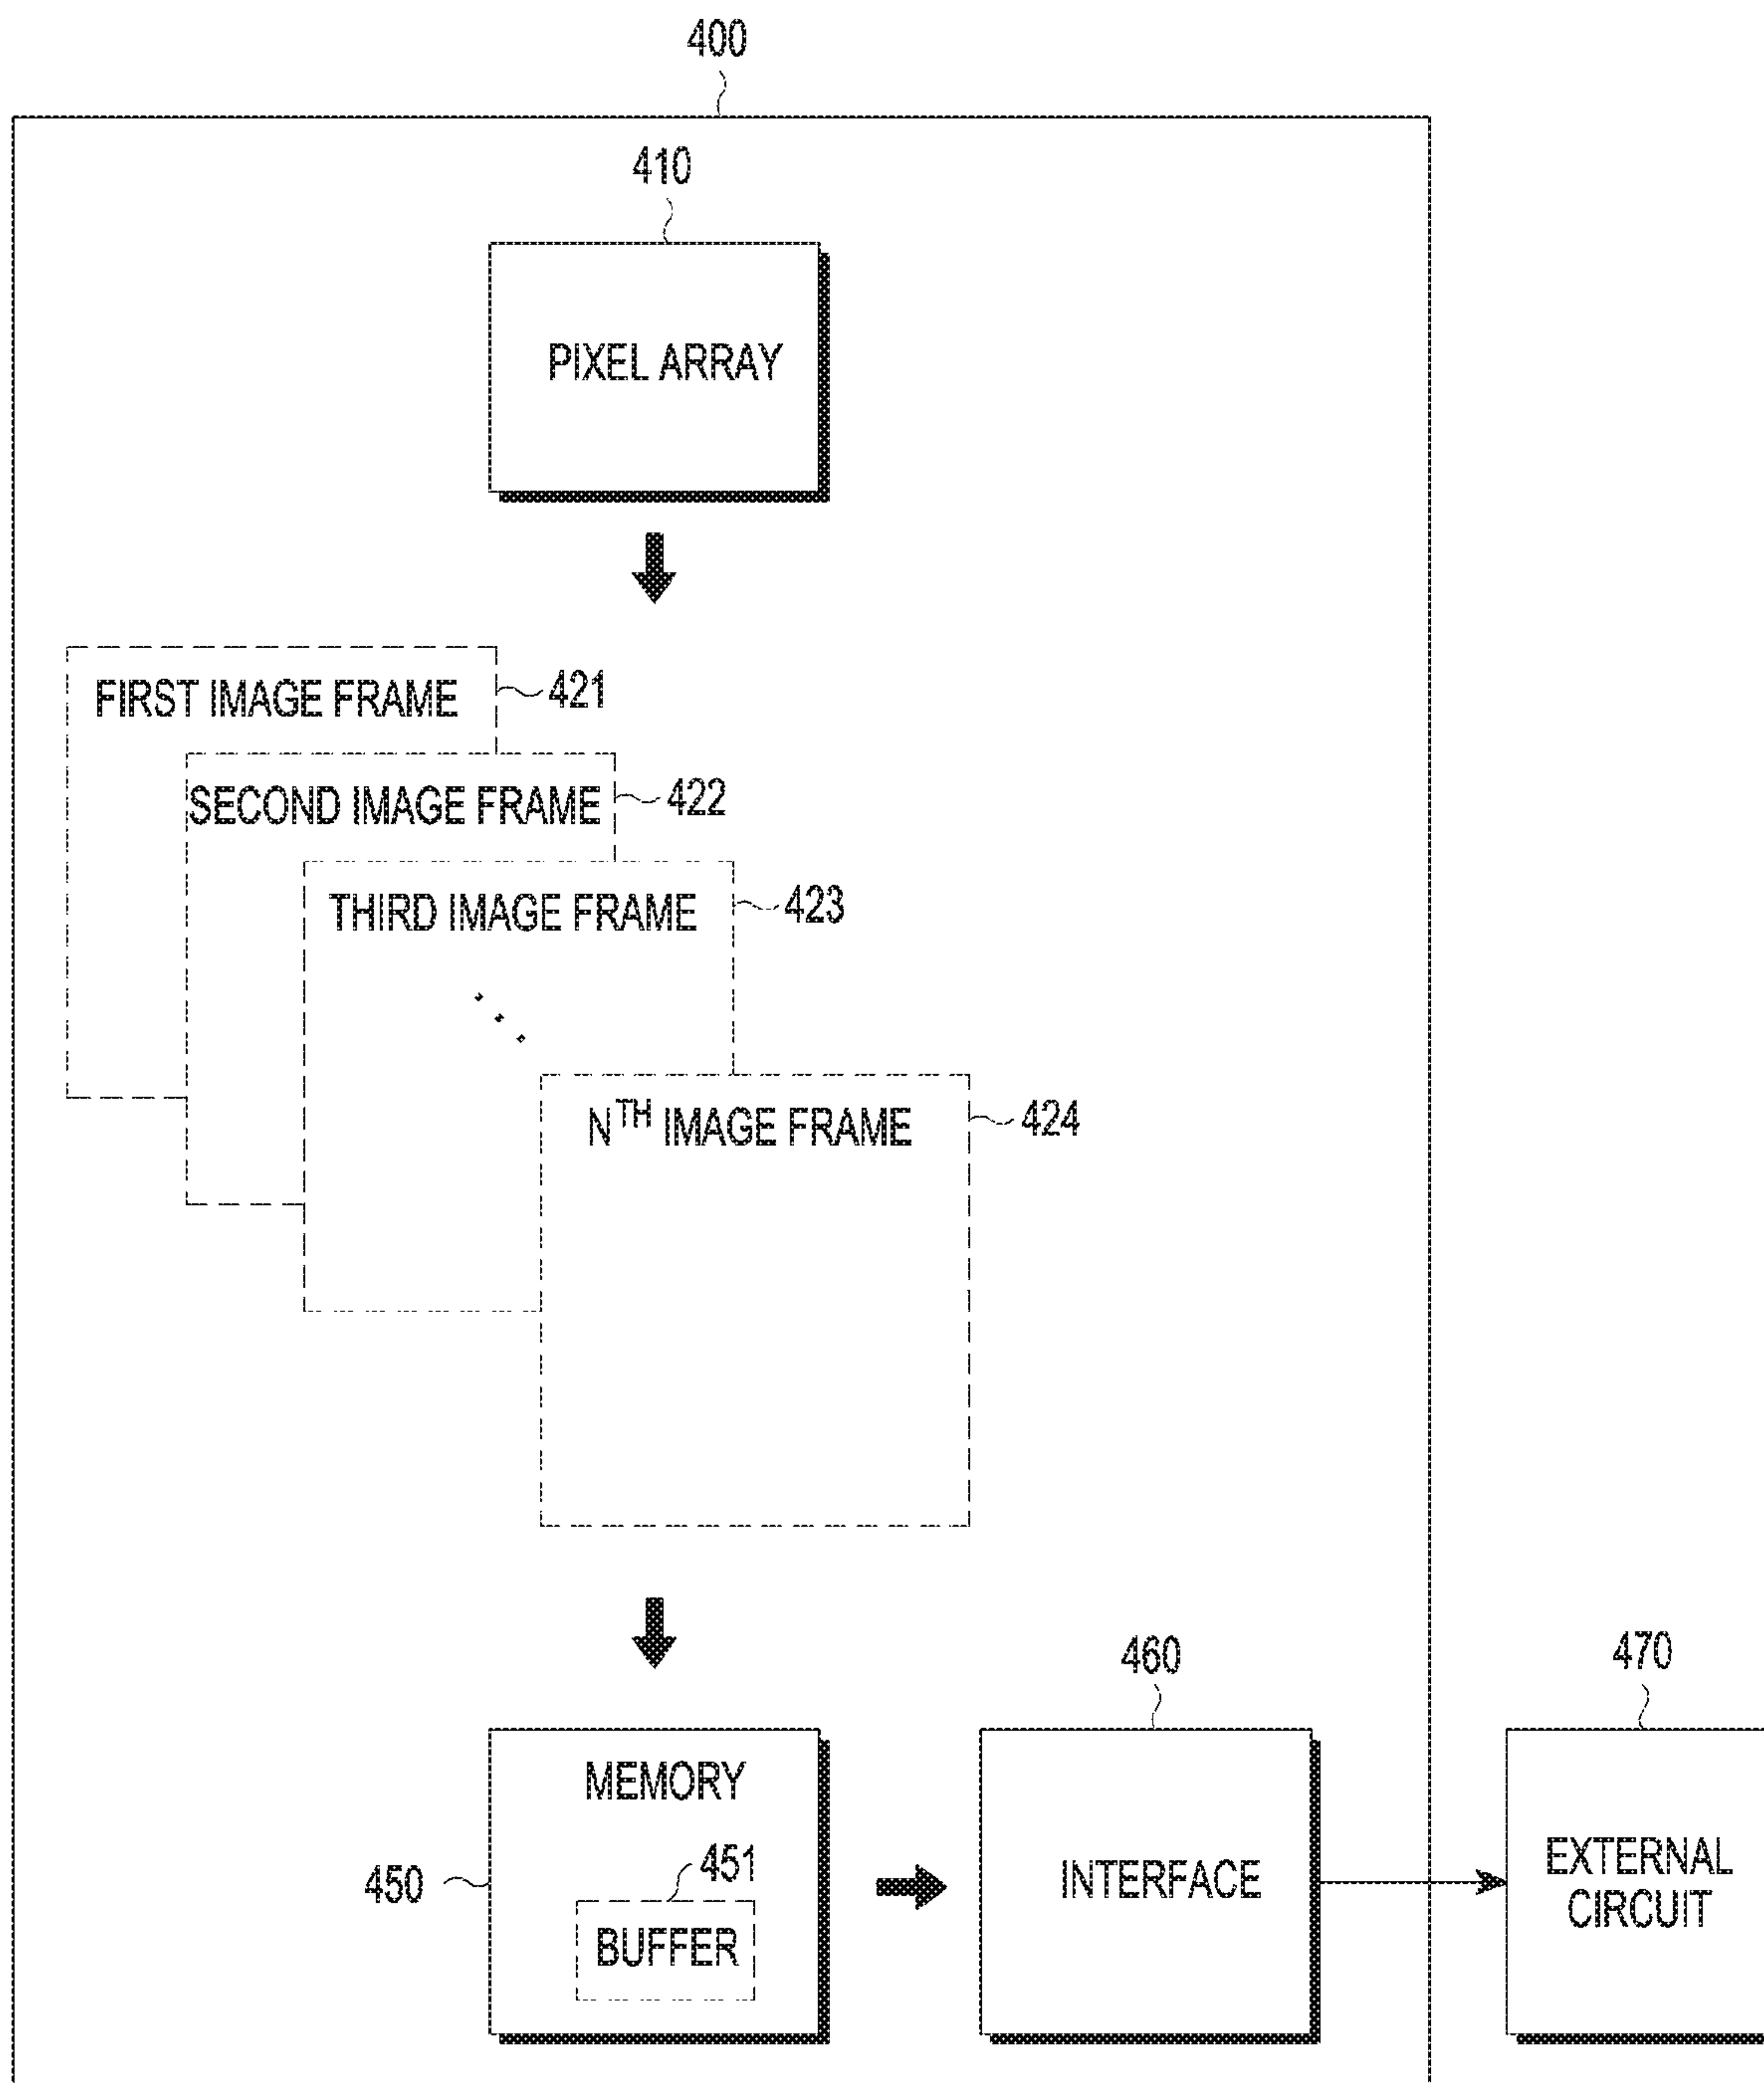 400
410
PIXEL ARRAY
FIRST IMAGE FRAME
421
SECOND IMAGE FRAME
422
THIRD IMAGE FRAME
423
NTH IMAGE FRAME
424
460
470
MEMORY
450
451
BUFFER
INTERFACE
EXTERNAL
CIRCUIT